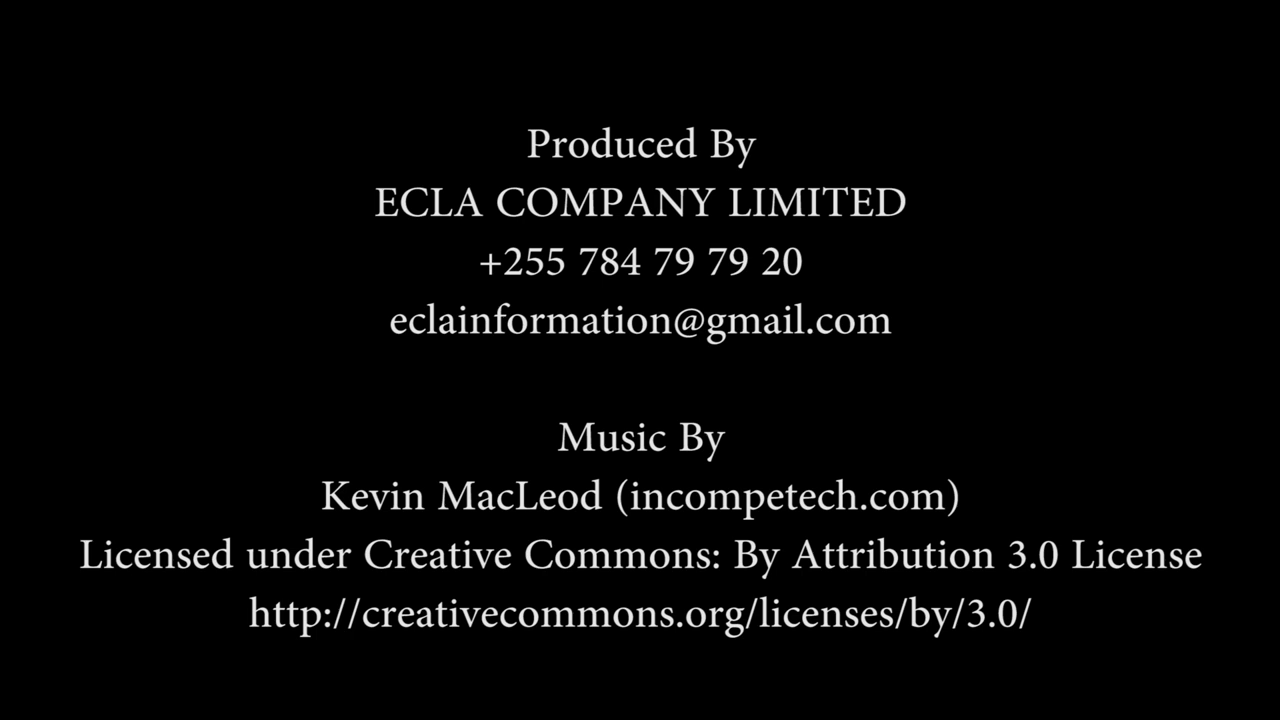 Produced By
ECLA COMPANY LIMITED
+255 784 79 79 20
eclainformation@gmail.com
Music By
Kevin MacLeod (incompetech.com)
Licensed under Creative Commons: By Attribution 3.0 License
http://creativecommons.org/licenses/by/3.0/